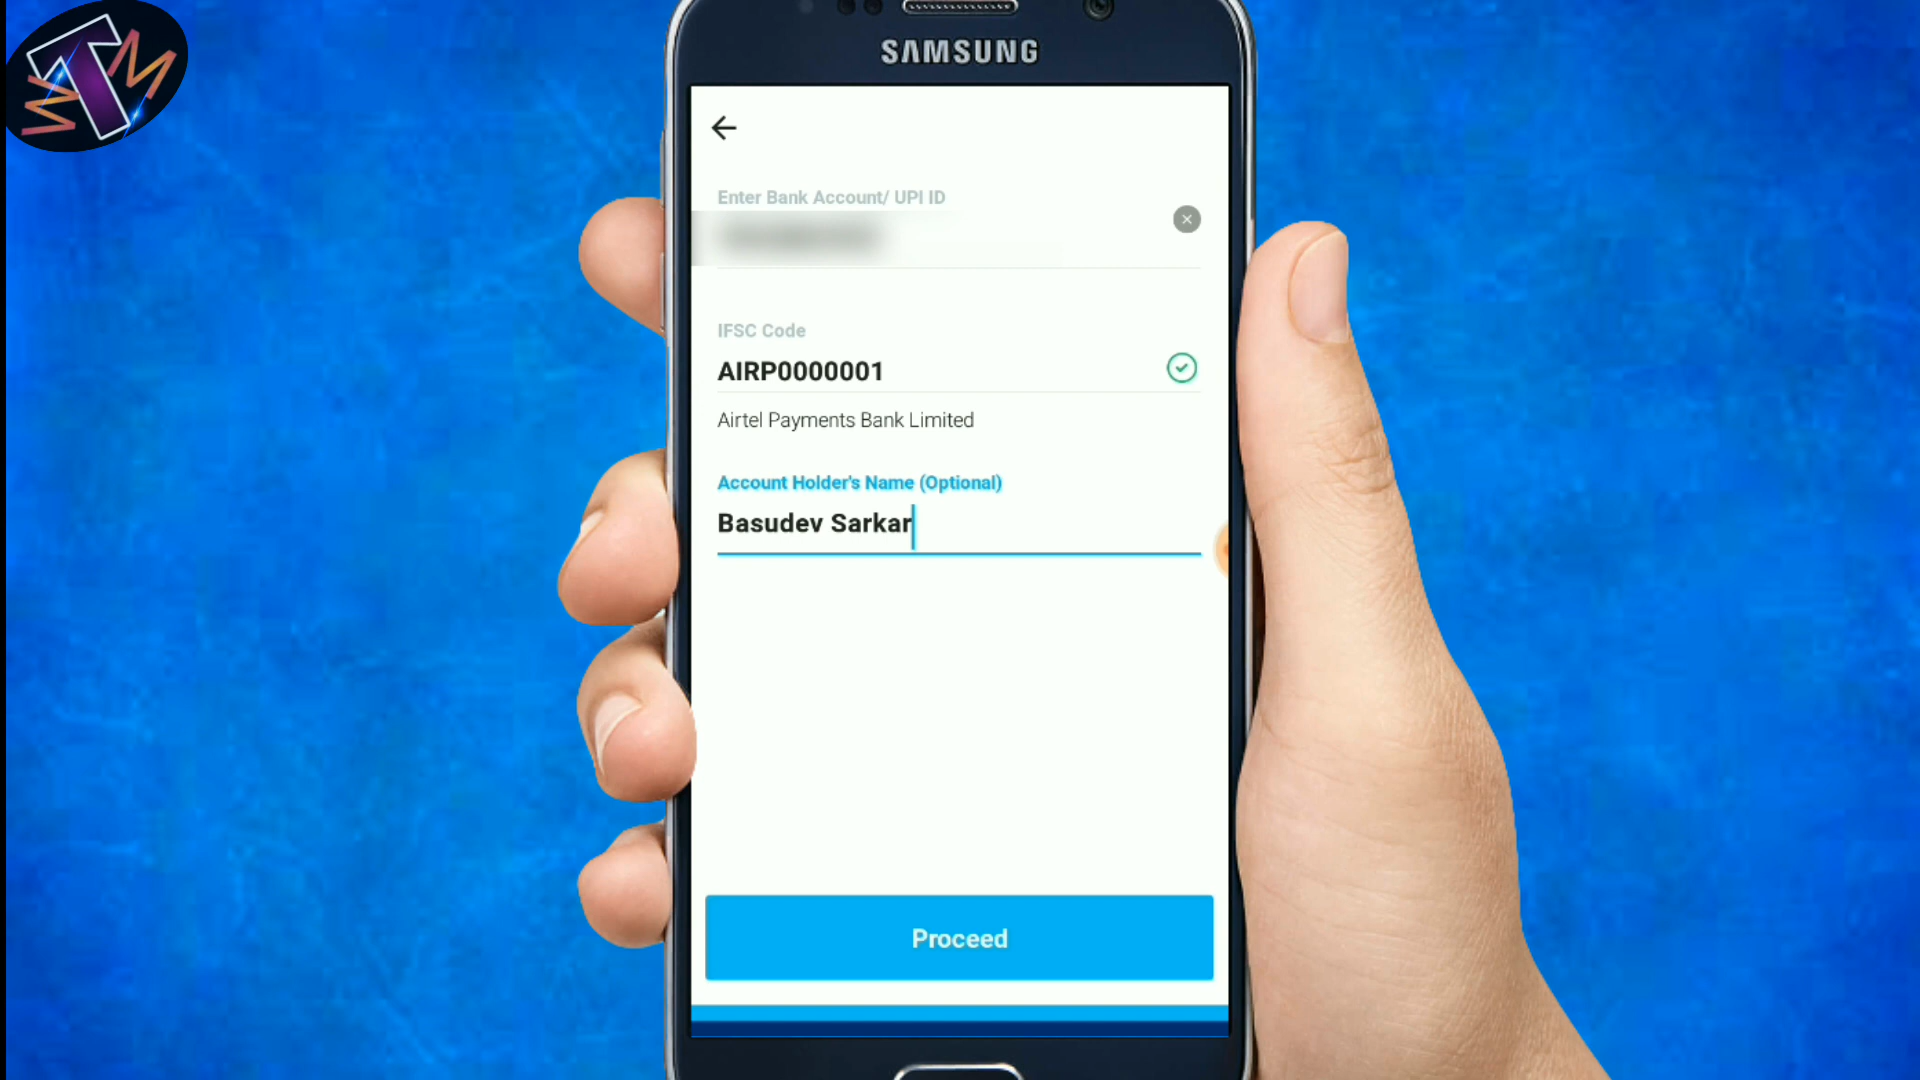 SAMSUNG
Enter Bank Account/ UPI ID
IFSC Code
AIRP0000001
Airtel Payments Bank Limited
Account Holder's Name (Optional)
Basudev Sarkar
Proceed